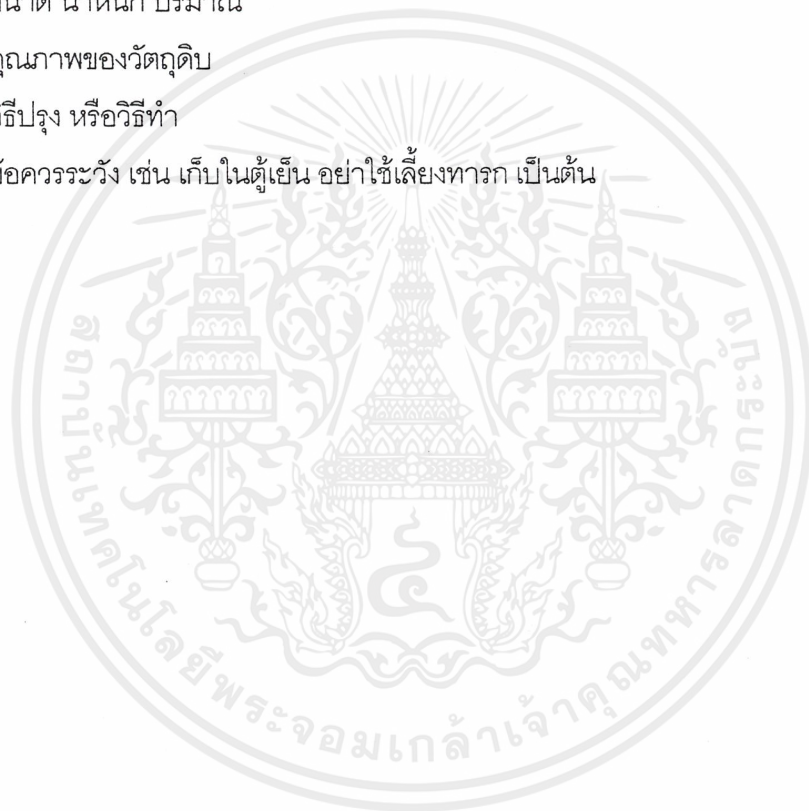 ขนาด น้ำหนัก ปริมาณ
คุณภาพของวัตถุดิบ
วิธีปรุง หรือวิธีทำ
ข้อควรระวัง เช่น เก็บในตู้เย็น อย่าใช้เลี้ยงทารก เป็นต้น
สถาบันเทคโนโลยีพระจอมเกล้าเจ้าคุณทหารลาดกระบัง
๔